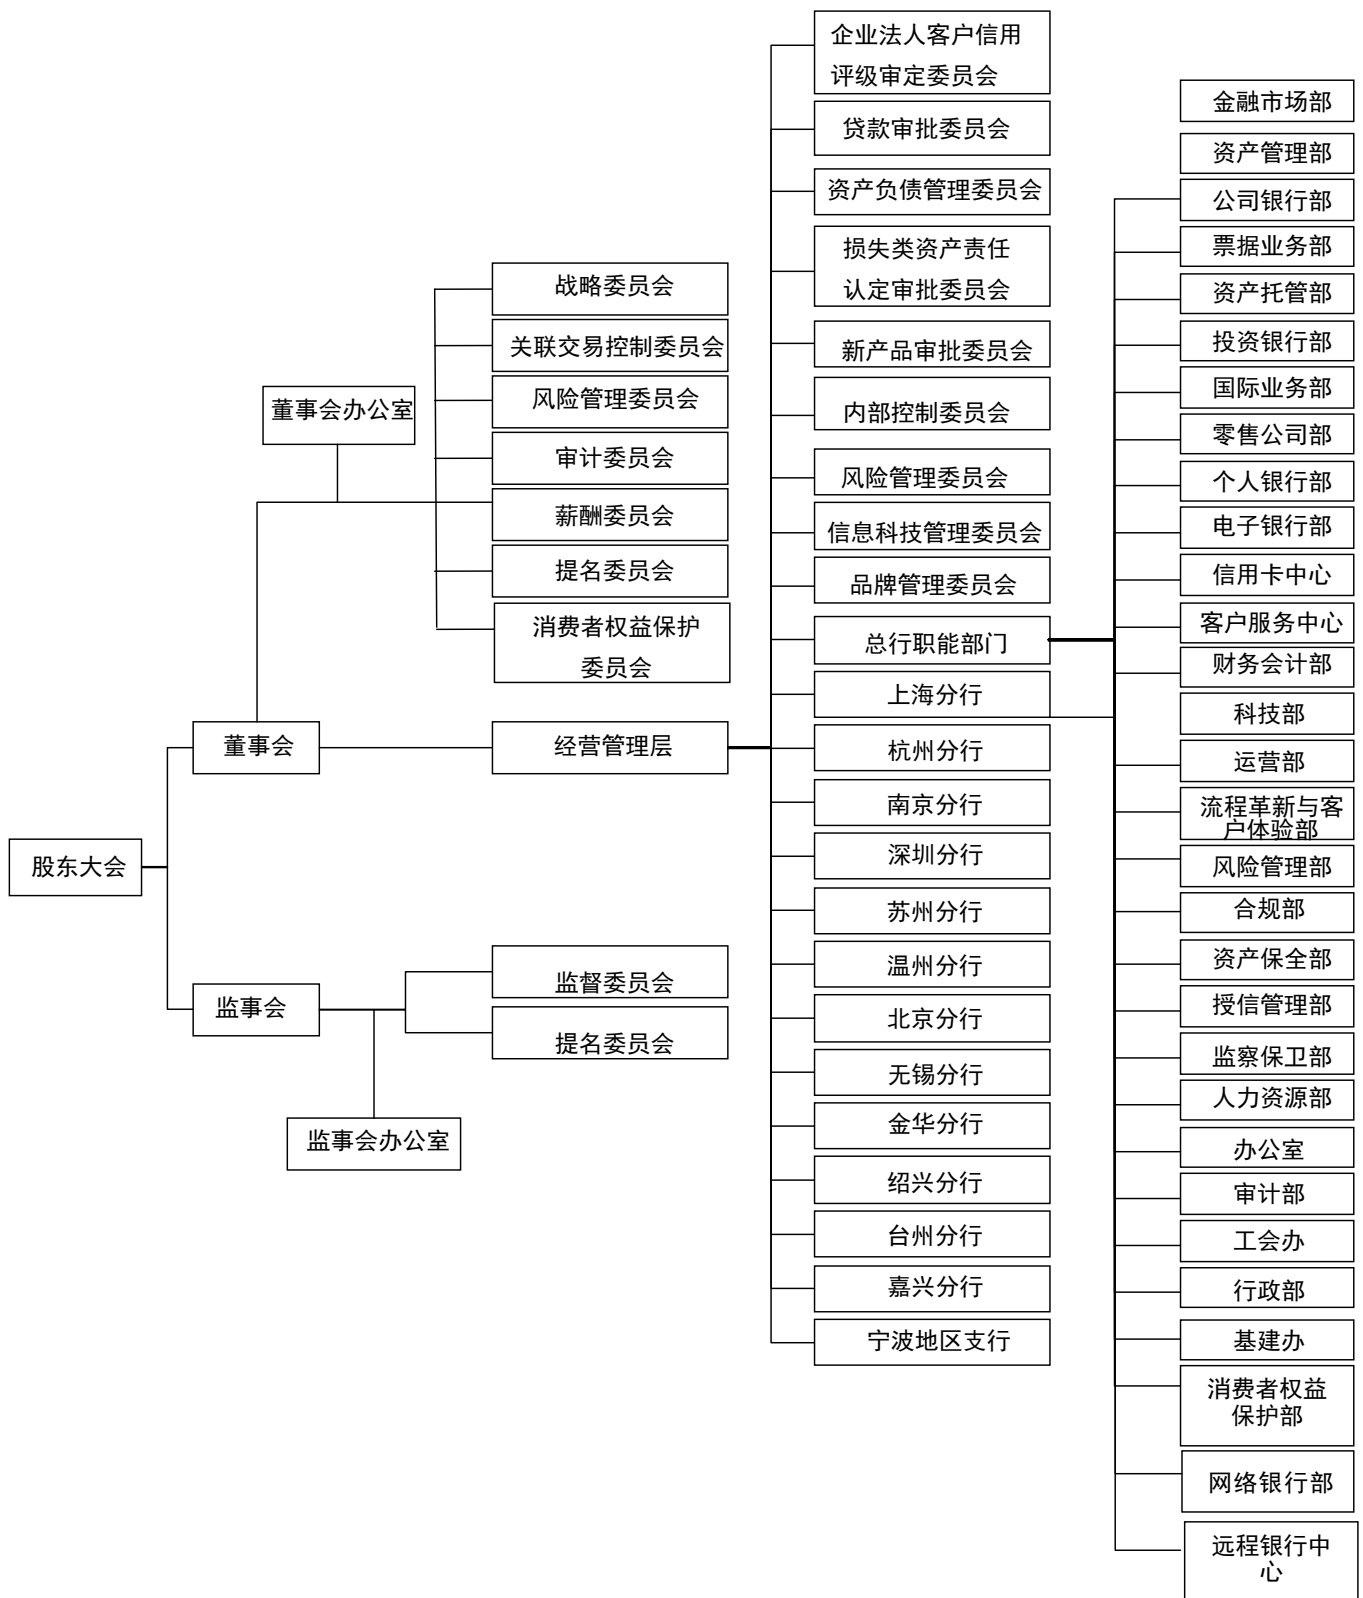 股东大会
董事会
监事会
董事会办公室
监事会办公室
战略委员会
关联交易控制委员会
风险管理委员会
审计委员会
薪酬委员会
提名委员会
消费者权益保护
委员会
经营管理层
监督委员会
提名委员会
企业法人客户信用
评级审定委员会
贷款审批委员会
资产负债管理委员会
损失类资产责任
认定审批委员会
新产品审批委员会
内部控制委员会
风险管理委员会
信息科技管理委员会
品牌管理委员会
总行职能部门
上海分行
杭州分行
南京分行
深圳分行
苏州分行
温州分行
北京分行
无锡分行
金华分行
绍兴分行
台州分行
嘉兴分行
宁波地区支行
金融市场部
资产管理部
公司银行部
票据业务部
资产托管部
投资银行部
国际业务部
零售公司部
个人银行部
电子银行部
信用卡中心
客户服务中心
财务会计部
科技部
运营部
流程革新与客
户体验部
风险管理部
合规部
资产保全部
授信管理部
监察保卫部
人力资源部
办公室
审计部
工会办
行政部
基建办
消费者权益
保护部
网络银行部
远程银行中
心